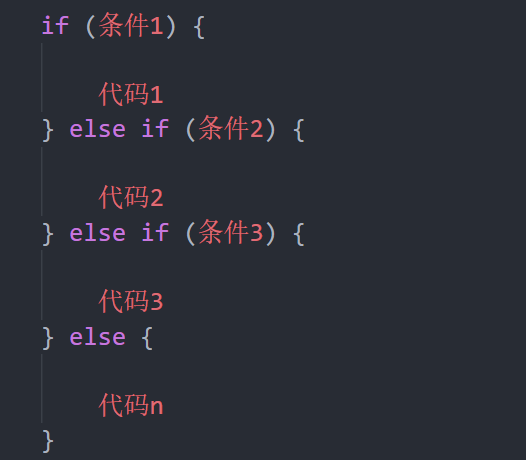 if (条件1) {
代码1
} else if (条件2) {
代码2
} else if (条件3) {
代码3
} else {
代码n
}